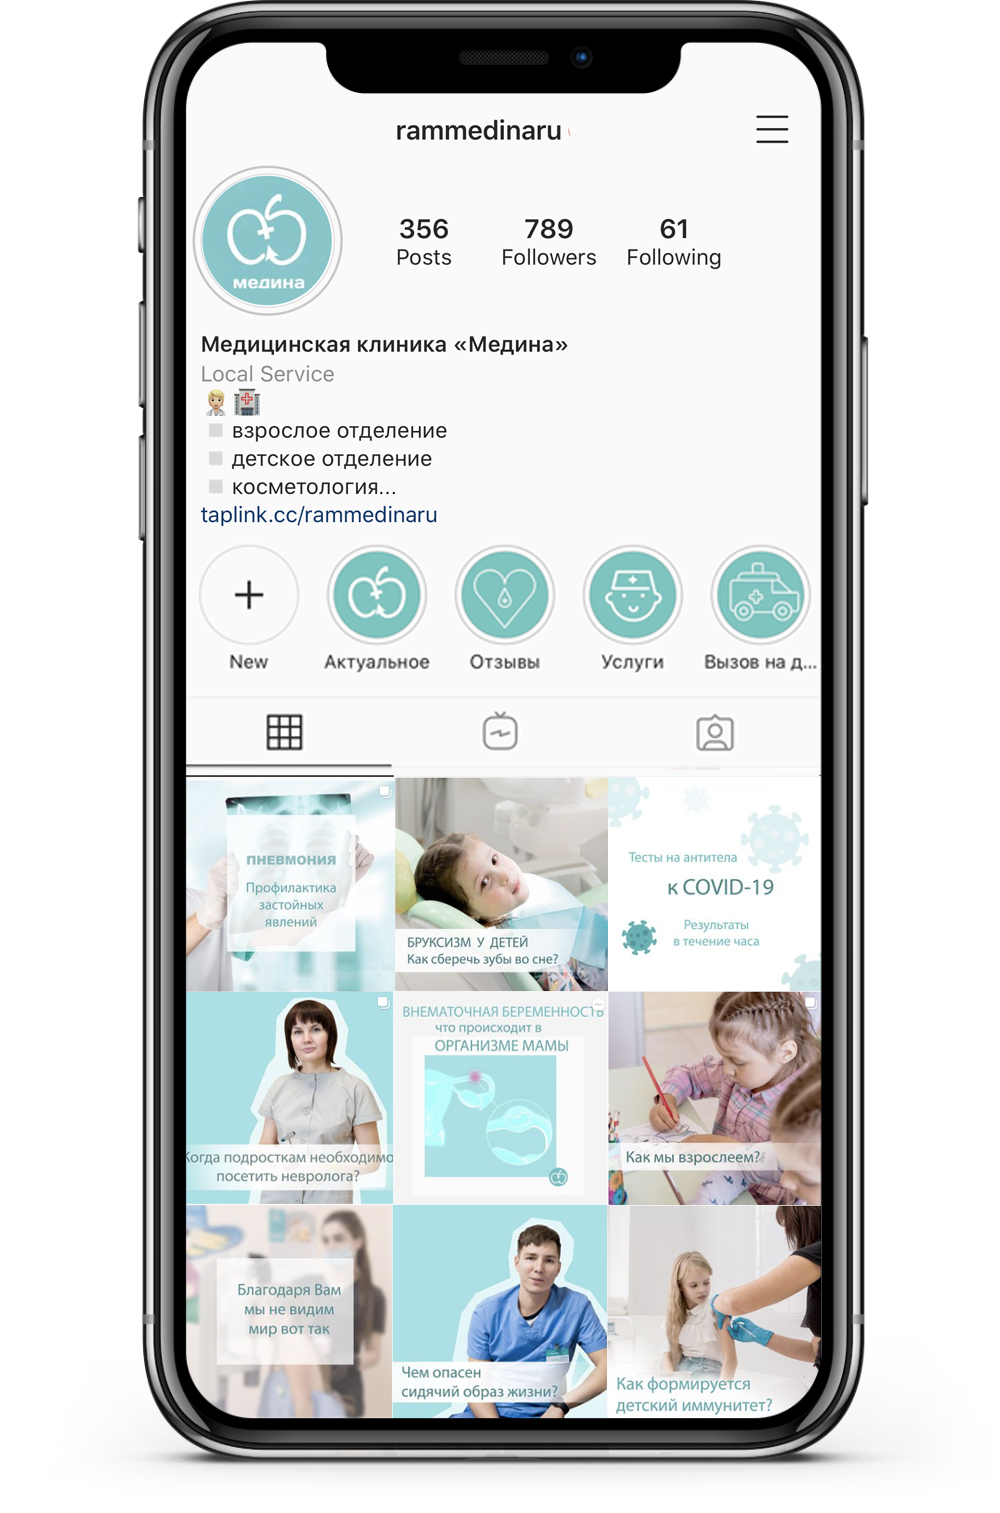 rammedinaru
медина
356
Posts
789
Followers
61
Following
Медицинская клиника «Медина»
Local Service
взрослое отделение
детское отделение
косметология...
taplink.cc/rammedinaru
New
Актуальное
Отзывы
Услуги
Вызов на д...
ПНЕВМОНИЯ
Профилактика
застойных
явлений
БРУКСИЗМ У ДЕТЕЙ
Как сберечь зубы во сне?
Тесты на антитела
к COVID-19
Результаты
в течение часа
Когда подросткам необходимо
посетить невролога?
ВНЕМАТОЧНАЯ БЕРЕМЕННОСТЬ
что происходит в
ОРГАНИЗМЕ МАМЫ
Как мы взрослеем?
Благодаря Вам
мы не видим
мир вот так
Чем опасен
сидячий образ жизни?
Как формируется
детский иммунитет?